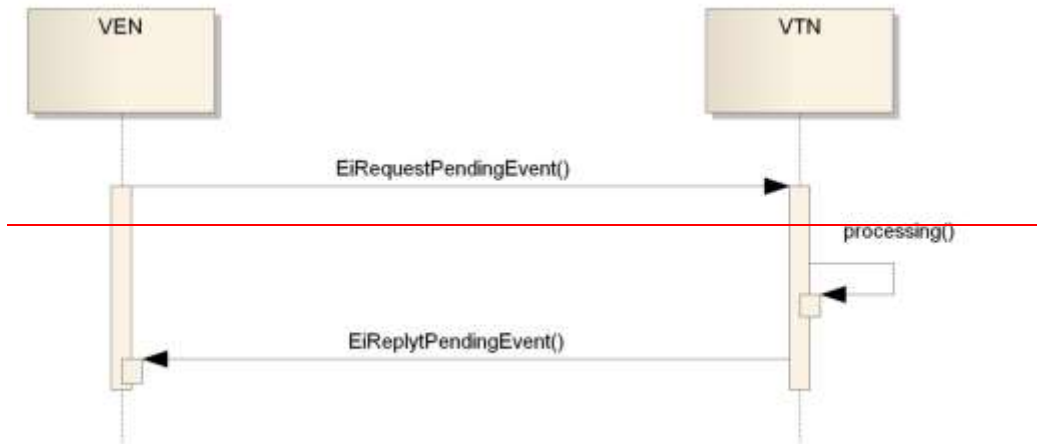 VEN
VTN
EiRequestPendingEvent()
processing()
EiReplytPendingEvent()